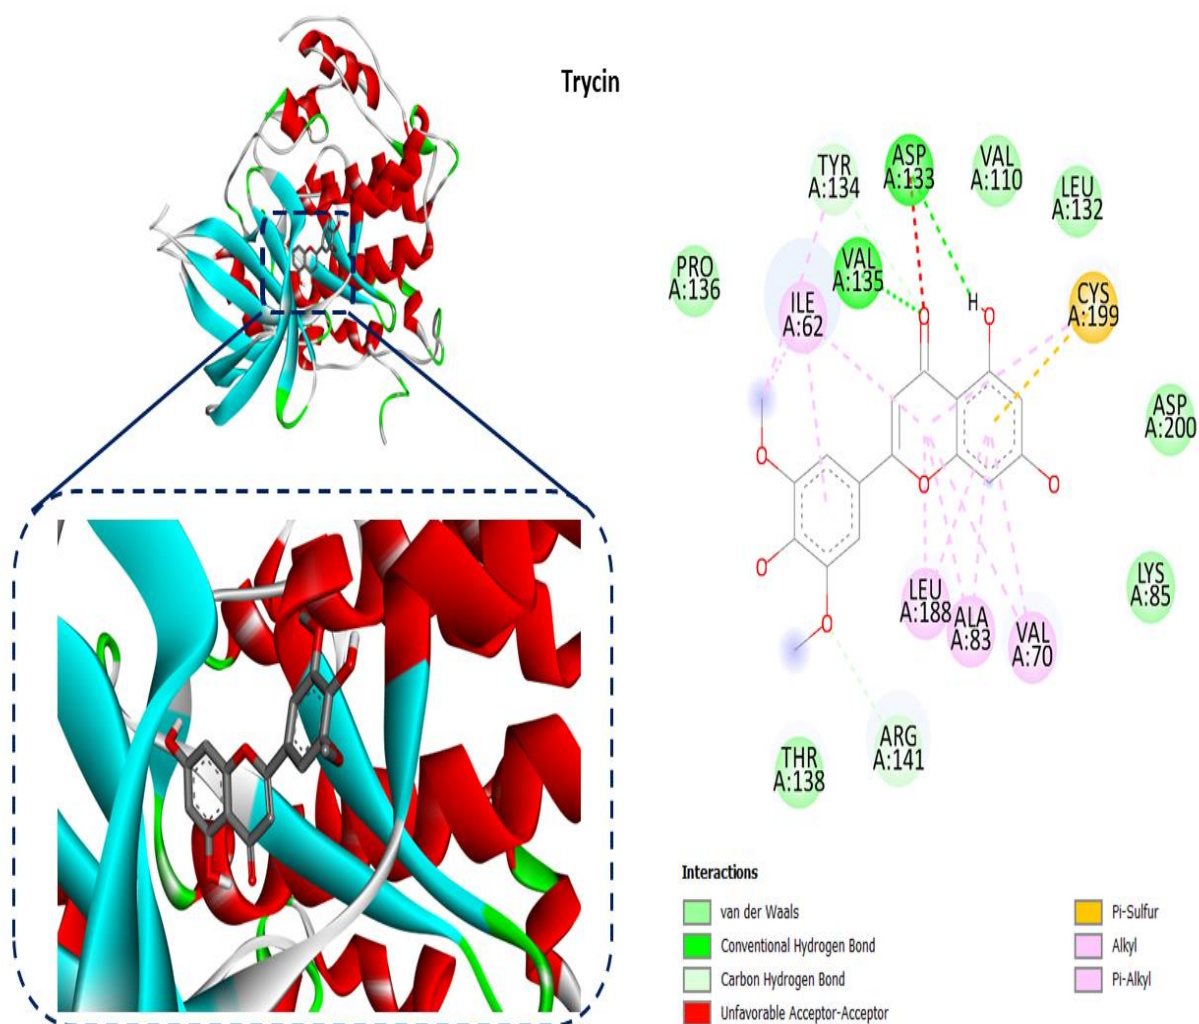 Trycin
TYR
A:134
ASP
A:133
VAL
A:110
LEU
A:132
PRO
A:136
VAL
A:135
ILE
A:62
CYS
A:199
H
O
O
ASP
A:200
O
O
O
O
O
LYS
A:85
LEU
A:188
ALA
A:83
VAL
A:70
THR
A:138
ARG
A:141
Interactions
van der Waals
Conventional Hydrogen Bond
Carbon Hydrogen Bond
Unfavorable Acceptor-Acceptor
Pi-Sulfur
Alkyl
Pi-Alkyl